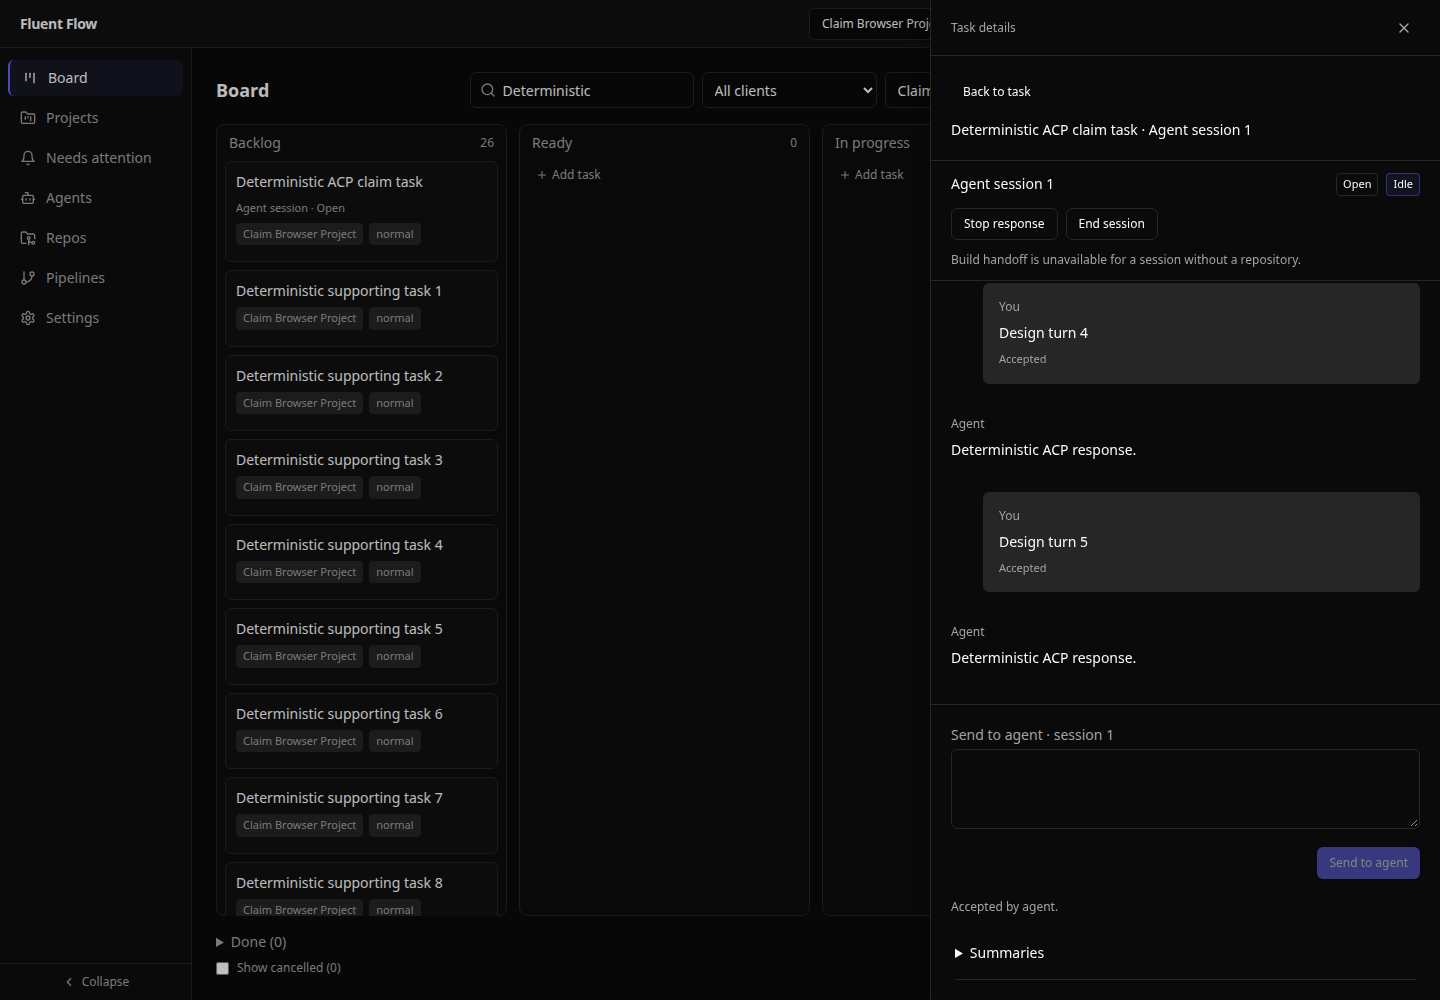 Fluent Flow
Claim Browser Proj
Board
Projects
Needs attention
Agents
Repos
Pipelines
Settings
Collapse
Board
Deterministic
All clients
Claim
Backlog
26
Deterministic ACP claim task
Agent session · Open
Claim Browser Project
normal
Deterministic supporting task 1
Claim Browser Project
normal
Deterministic supporting task 2
Claim Browser Project
normal
Deterministic supporting task 3
Claim Browser Project
normal
Deterministic supporting task 4
Claim Browser Project
normal
Deterministic supporting task 5
Claim Browser Project
normal
Deterministic supporting task 6
Claim Browser Project
normal
Deterministic supporting task 7
Claim Browser Project
normal
Deterministic supporting task 8
Claim Browser Project
normal
Ready
0
Add task
In progress
Add task
Done (0)
Show cancelled (0)
Task details
Back to task
Deterministic ACP claim task · Agent session 1
Agent session 1
Open
Idle
Stop response
End session
Build handoff is unavailable for a session without a repository.
You
Design turn 4
Accepted
Agent
Deterministic ACP response.
You
Design turn 5
Accepted
Agent
Deterministic ACP response.
Send to agent · session 1
Send to agent
Accepted by agent.
Summaries